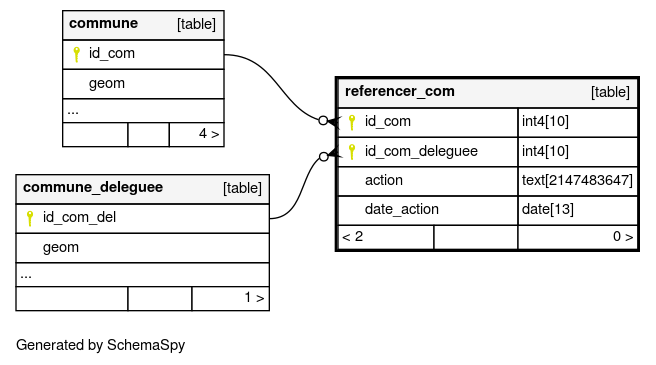 commune [table]
id_com
geom
...
4 >
referencer_com [table]
id_com int4[10]
id_com_deleguee int4[10]
action text[2147483647]
date_action date[13]
< 2 0 >
commune_deleguee [table]
id_com_del
geom
...
1 >
Generated by SchemaSpy